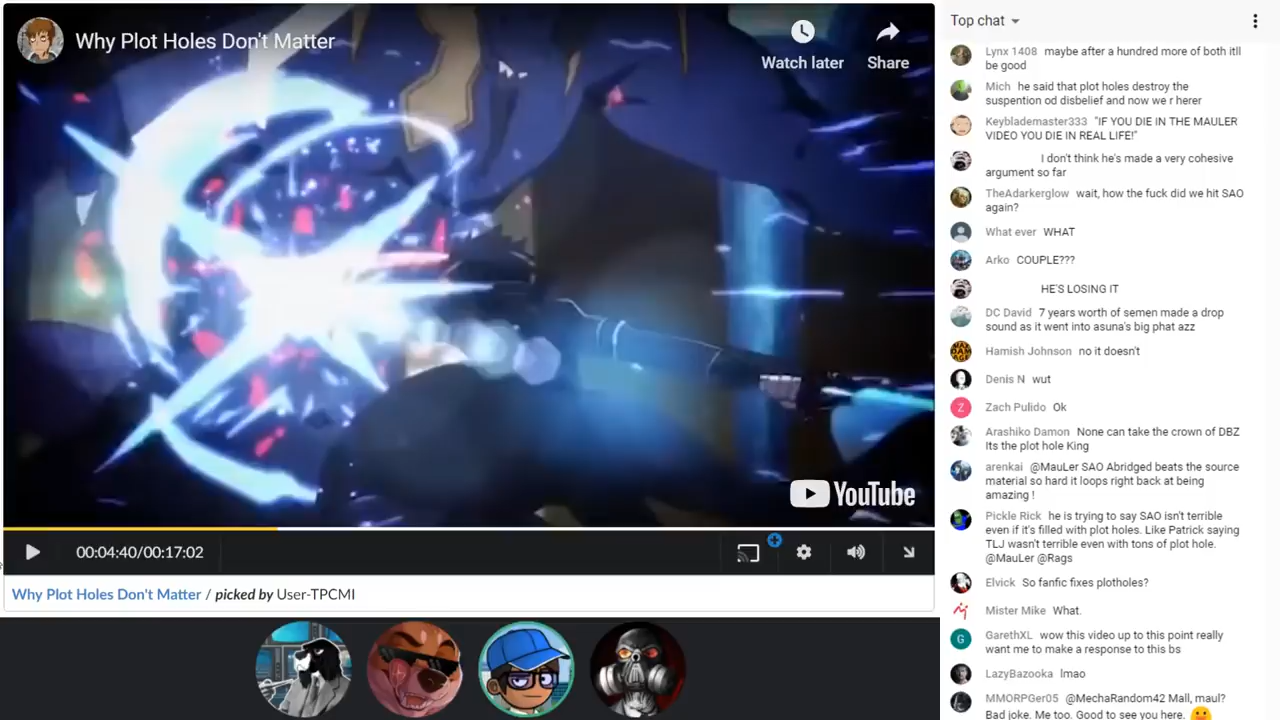 Why Plot Holes Don't Matter
Watch later
Share
YouTube
00:04:40/00:17:02
Why Plot Holes Don't Matter / picked by User-TPCMI
Top chat
Lynx 1408 maybe after a hundred more of both itll
be good
Mich he said that plot holes destroy the
suspention od disbelief and now we r herer
Keyblademaster333 "IF YOU DIE IN THE MAULER
VIDEO YOU DIE IN REAL LIFE!"
I don't think he's made a very cohesive
argument so far
TheAdarkerglow wait, how the fuck did we hit SAO
again?
What ever WHAT
Arko COUPLE???
HE'S LOSING IT
DC David 7 years worth of semen made a drop
sound as it went into asuna's big phat azz
Hamish Johnson no it doesn't
Denis N wut
Z
Zach Pulido Ok
Arashiko Damon None can take the crown of DBZ
Its the plot hole King
arenkai @MauLer SAO Abridged beats the source
material so hard it loops right back at being
amazing !
Pickle Rick he is trying to say SAO isn't terrible
even if it's filled with plot holes. Like Patrick saying
TLJ wasn't terrible even with tons of plot hole.
@MauLer @Rags
Elvick So fanfic fixes plotholes?
Mister Mike What.
G
GarethXL wow this video up to this point really
want me to make a response to this bs
LazyBazooka lmao
MMORPGer05 @MechaRandom42 Mall, maul?
Bad joke. Me too. Good to see you here.